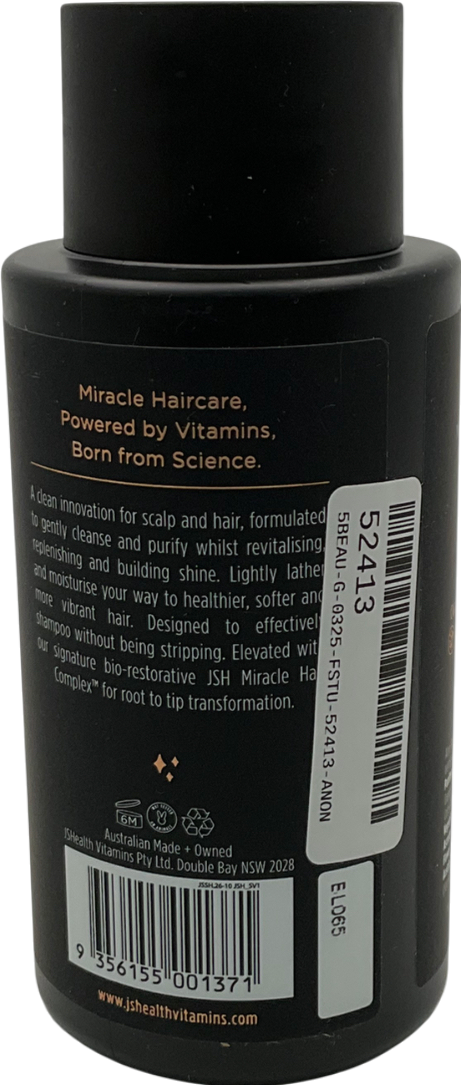 Miracle Haircare,
Powered by Vitamins,
Born from Science.
A clean innovation for scalp and hair, formulated
to gently cleanse and purify whilst revitalising,
replenishing and building shine. Lightly lather
and moisturise your way to healthier, softer and
more vibrant hair. Designed to effectivel
shampoo without being stripping. Elevated wit
our signature bio-restorative JSH Miracle Ha
Complex™ for root to tip transformation.
6M
Australian Made + Owned
JSHealth Vitamins Pty Ltd. Double Bay NSW 2028
9 356155 001371
www.jshealthvitamins.com
52413
5BEAU-G-0325-FSTU-52413-ANON
EL065